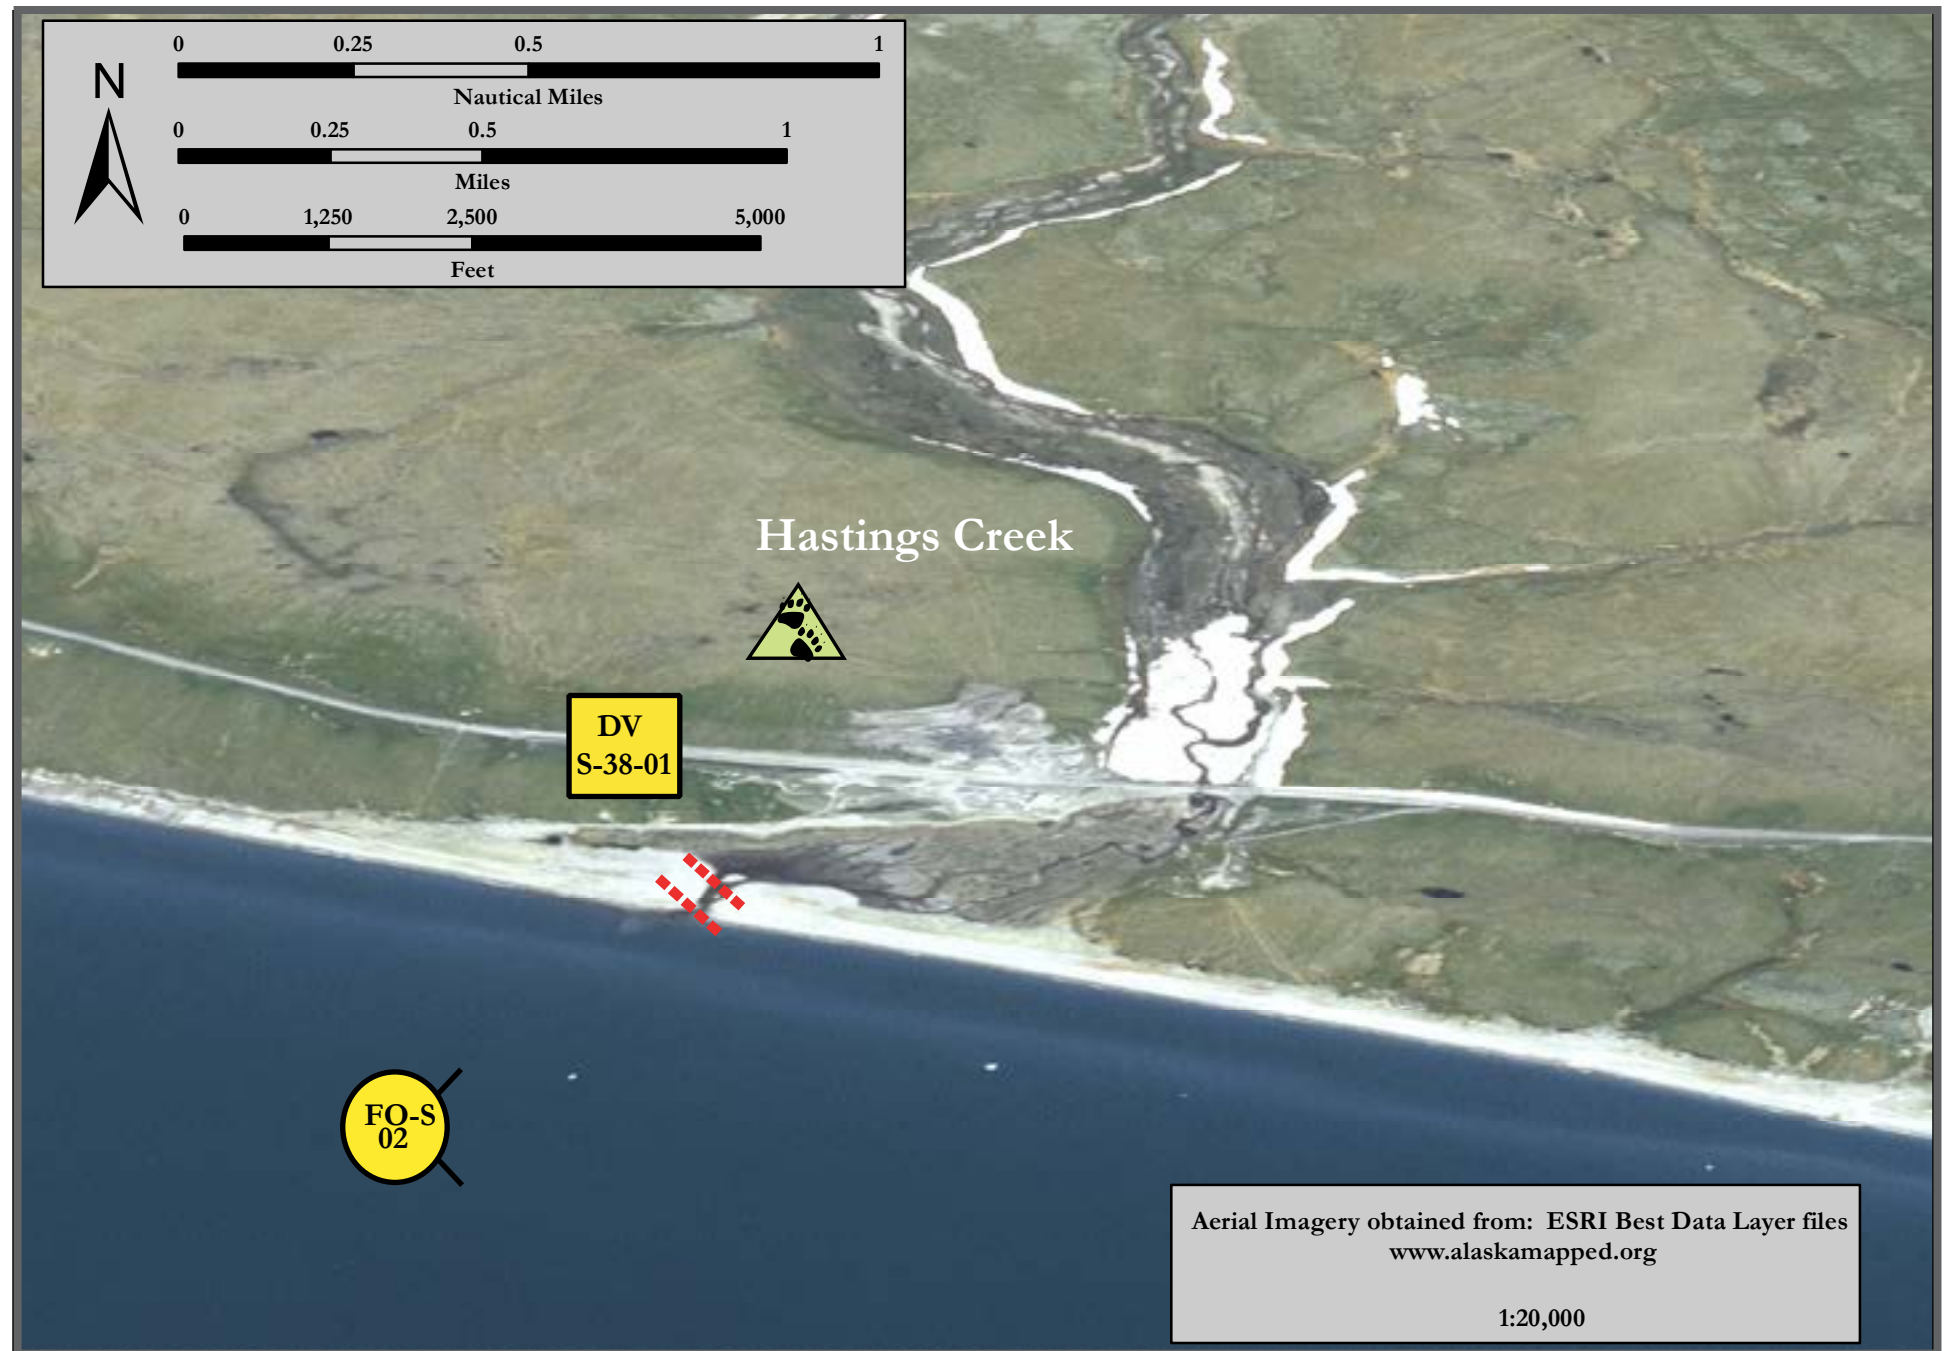 N
0 0.25 0.5 1
Nautical Miles
0 0.25 0.5 1
Miles
0 1,250 2,500 5,000
Feet
Hastings Creek
DV
S-38-01
FO-S
02
Aerial Imagery obtained from: ESRI Best Data Layer files
www.alaskamapped.org
1:20,000